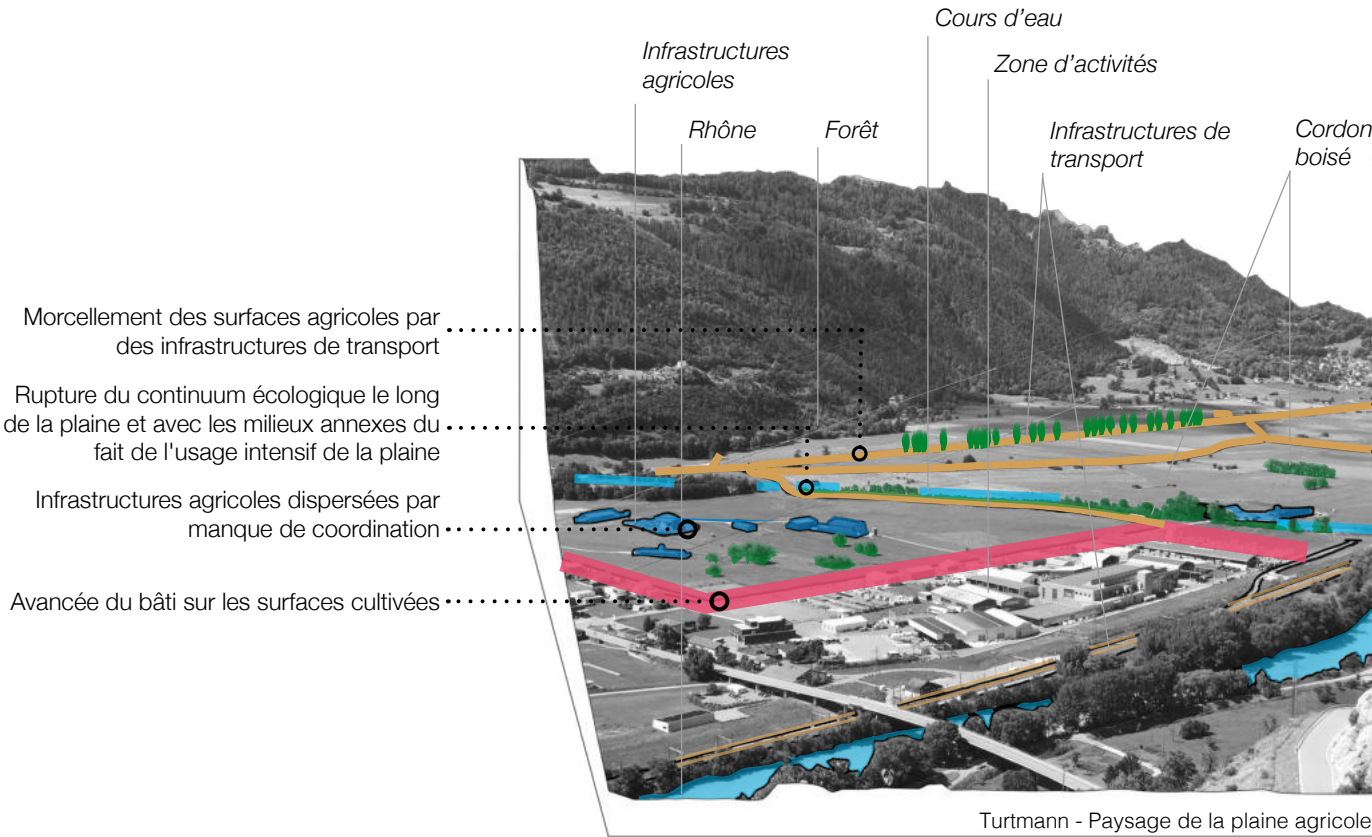 Cours d'eau
Infrastructures
agricoles
Zone d'activités
Rhône
Forêt
Infrastructures de
transport
Cordon
boisé
Morcellement des surfaces agricoles par
des infrastructures de transport
Rupture du continuum écologique le long
de la plaine et avec les milieux annexes du
fait de l'usage intensif de la plaine
Infrastructures agricoles dispersées par
manque de coordination
Avancée du bâti sur les surfaces cultivées
Turtmann - Paysage de la plaine agricole